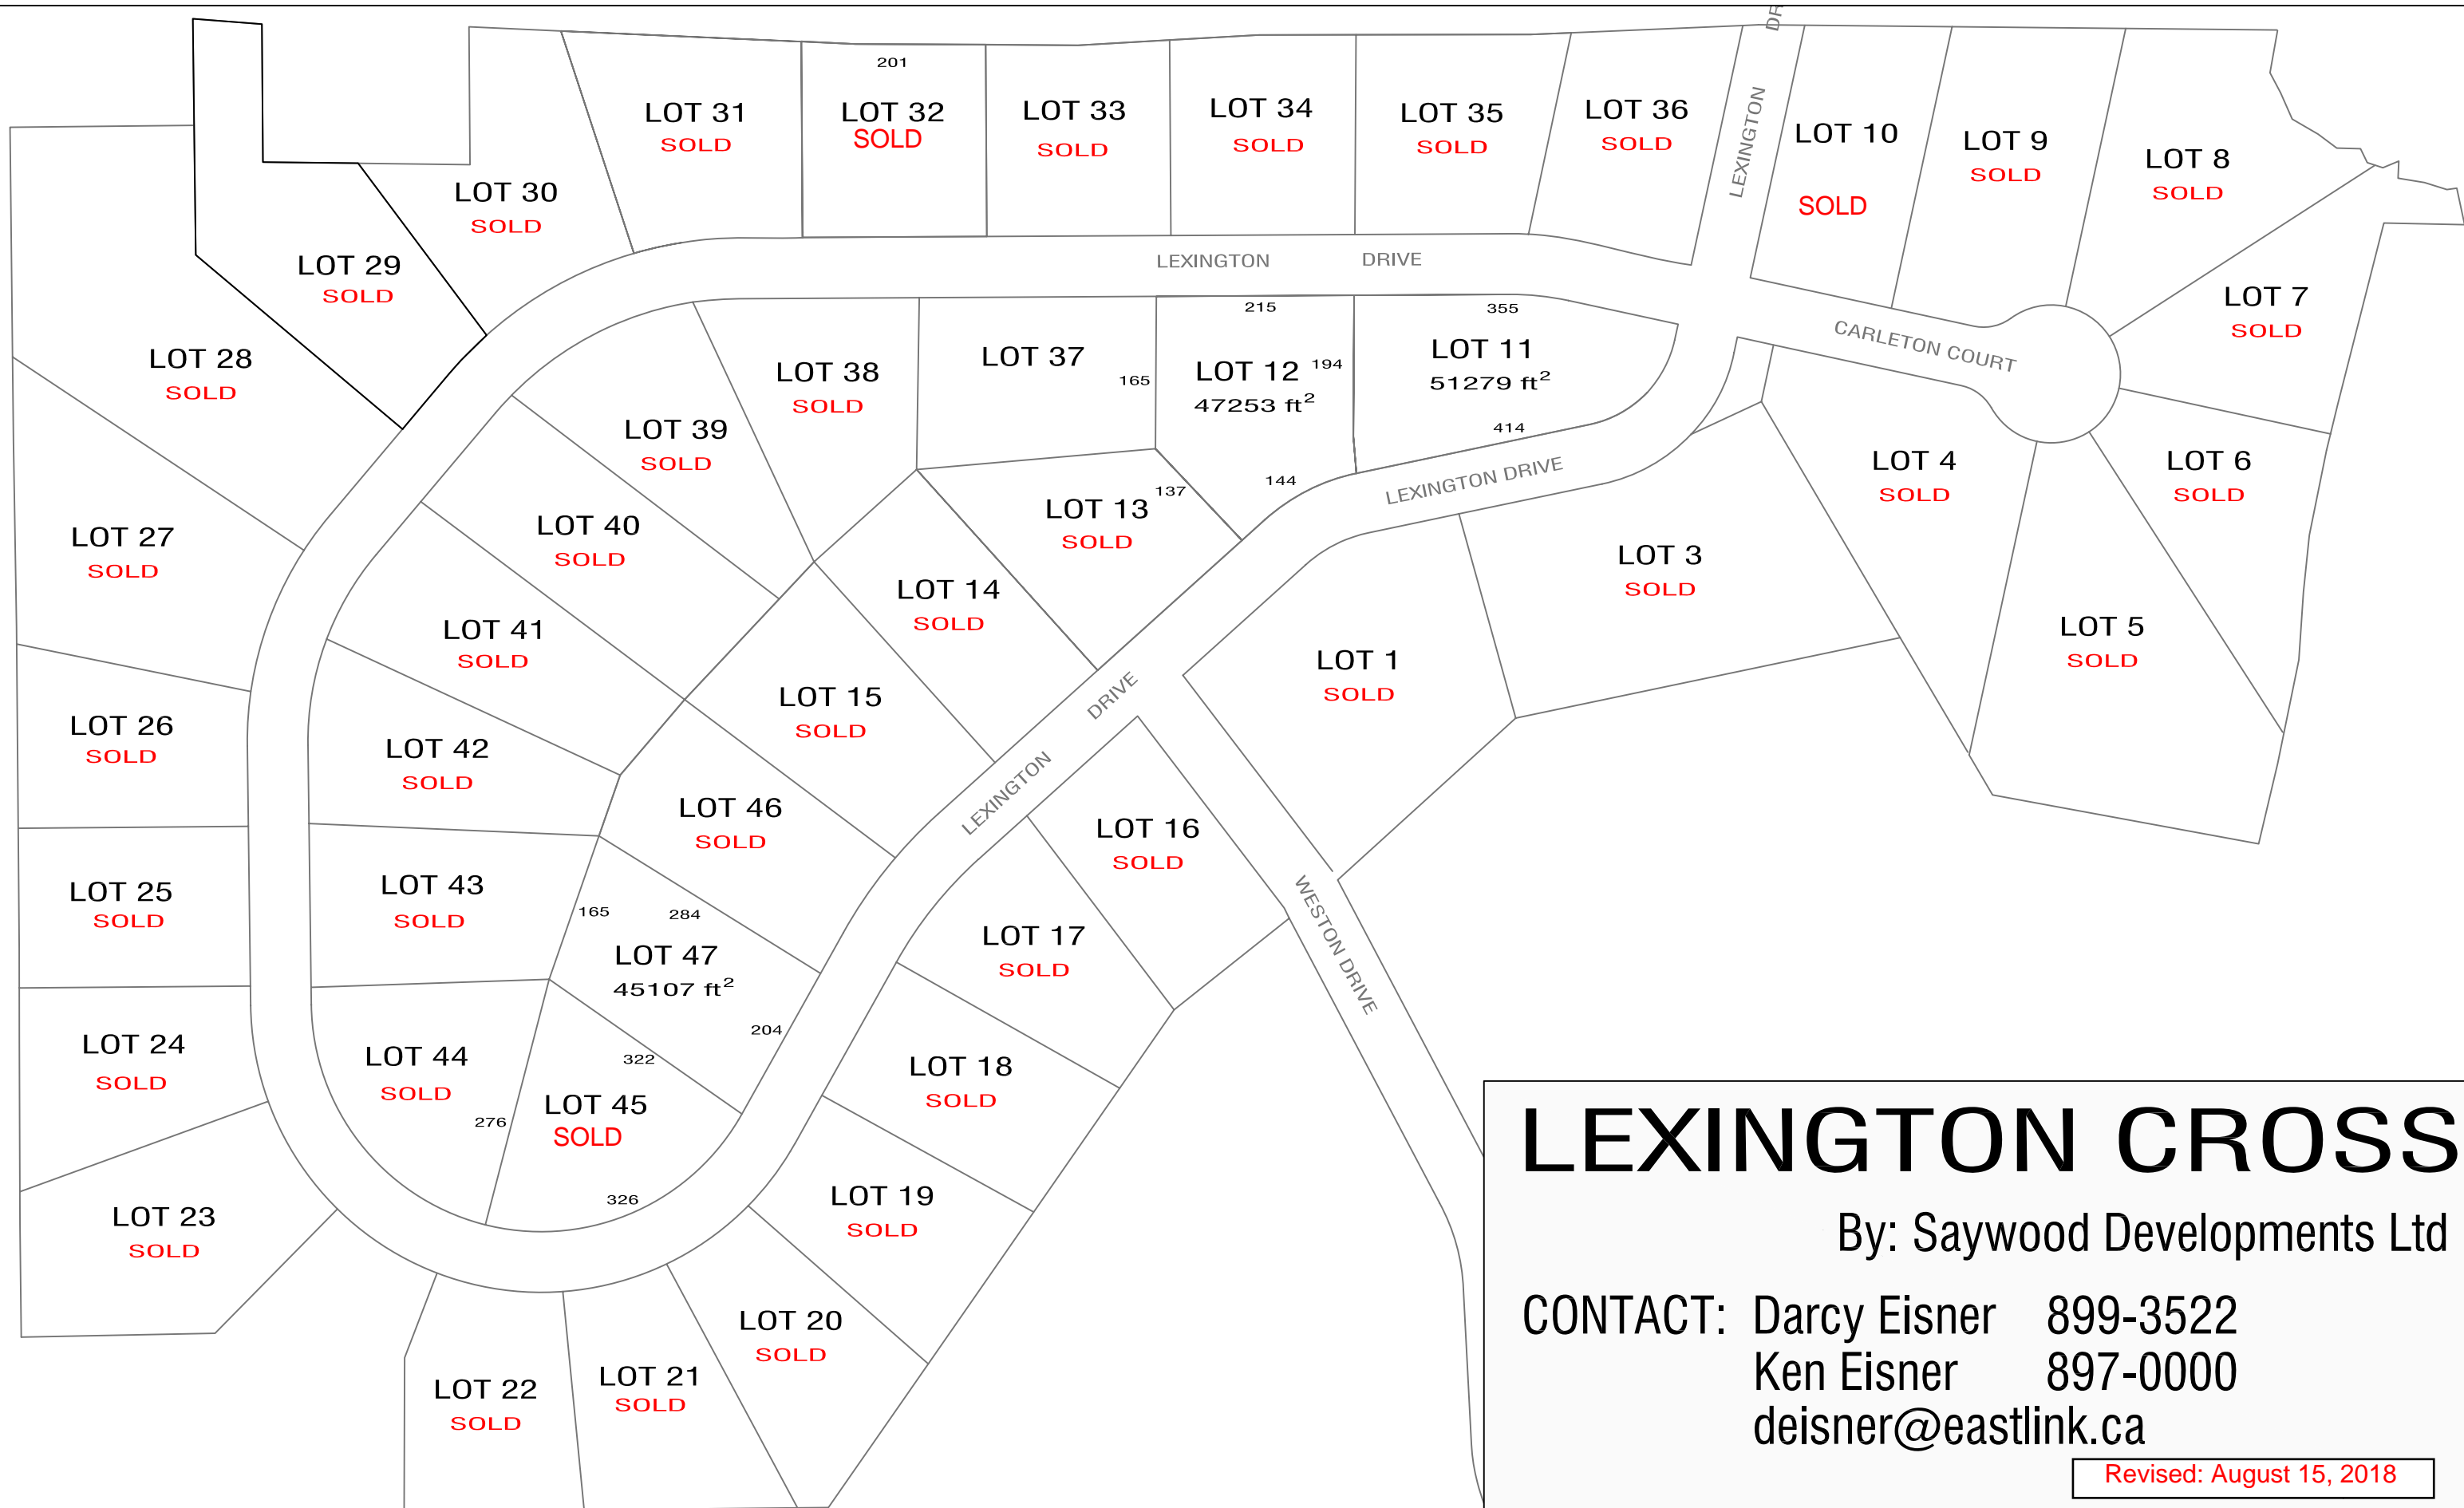 DR
201
LOT 31
SOLD
LOT 32
SOLD
LOT 33
SOLD
LOT 34
SOLD
LOT 35
SOLD
LOT 36
SOLD
LEXINGTON
LOT 10
SOLD
LOT 9
SOLD
LOT 8
SOLD
LOT 30
SOLD
LOT 29
SOLD
LEXINGTON DRIVE
LOT 7
SOLD
LOT 28
SOLD
LOT 38
SOLD
LOT 37
165
215
LOT 12 194
47253 ft²
144
355
LOT 11
51279 ft²
414
CARLETON COURT
LOT 39
SOLD
LOT 4
SOLD
LOT 6
SOLD
LEXINGTON DRIVE
LOT 27
SOLD
LOT 40
SOLD
LOT 13
137
SOLD
LOT 3
SOLD
LOT 14
SOLD
LOT 41
SOLD
LOT 5
SOLD
LOT 1
SOLD
LOT 15
SOLD
LEXINGTON DRIVE
LOT 26
SOLD
LOT 42
SOLD
LOT 46
SOLD
LOT 16
SOLD
LOT 25
SOLD
LOT 43
SOLD
165
284
LOT 47
45107 ft²
204
322
LOT 17
SOLD
WESTON DRIVE
LOT 24
SOLD
LOT 44
SOLD
276
LOT 45
SOLD
326
LOT 18
SOLD
LOT 23
SOLD
LOT 19
SOLD
LOT 20
SOLD
LOT 22
SOLD
LOT 21
SOLD
LEXINGTON CROSS
By: Saywood Developments Ltd
CONTACT: Darcy Eisner 899-3522
Ken Eisner 897-0000
deisner@eastlink.ca
Revised: August 15, 2018